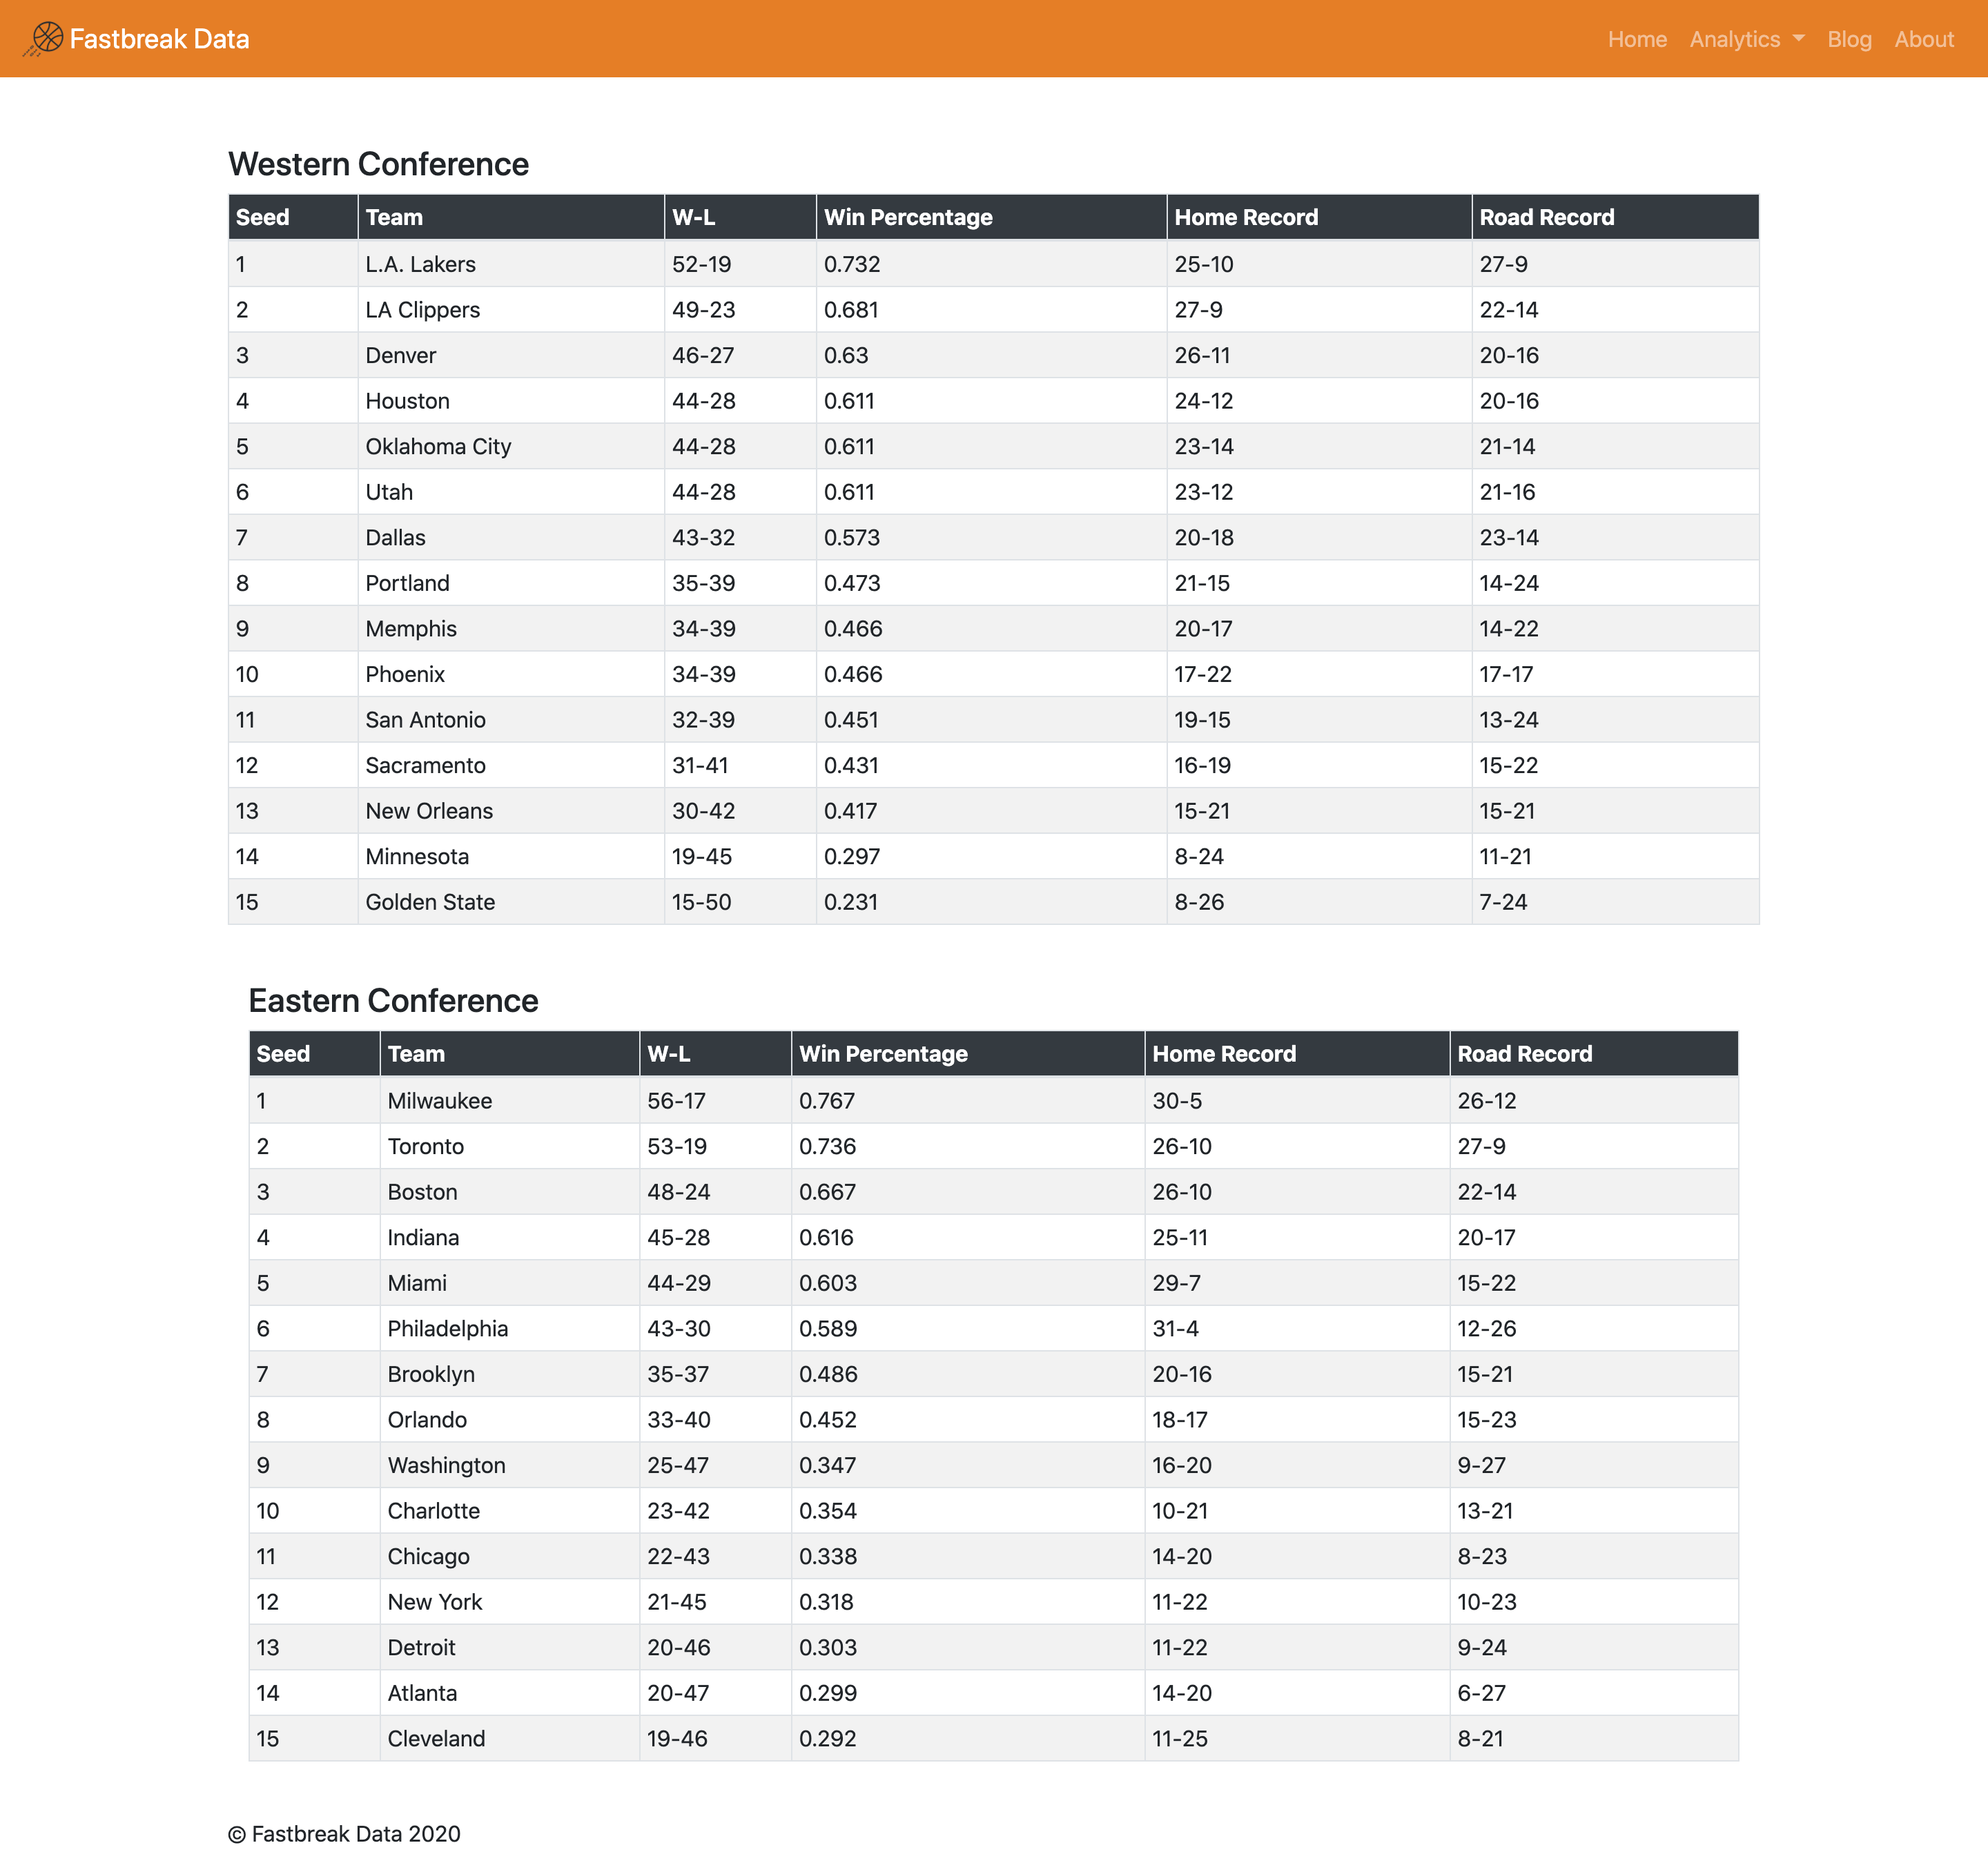 Fastbreak Data Home Analytics Blog About
Western Conference
Seed Team W-L Win Percentage Home Record Road Record
1 L.A. Lakers 52-19 0.732 25-10 27-9
2 LA Clippers 49-23 0.681 27-9 22-14
3 Denver 46-27 0.63 26-11 20-16
4 Houston 44-28 0.611 24-12 20-16
5 Oklahoma City 44-28 0.611 23-14 21-14
6 Utah 44-28 0.611 23-12 21-16
7 Dallas 43-32 0.573 20-18 23-14
8 Portland 35-39 0.473 21-15 14-24
9 Memphis 34-39 0.466 20-17 14-22
10 Phoenix 34-39 0.466 17-22 17-17
11 San Antonio 32-39 0.451 19-15 13-24
12 Sacramento 31-41 0.431 16-19 15-22
13 New Orleans 30-42 0.417 15-21 15-21
14 Minnesota 19-45 0.297 8-24 11-21
15 Golden State 15-50 0.231 8-26 7-24
Eastern Conference
Seed Team W-L Win Percentage Home Record Road Record
1 Milwaukee 56-17 0.767 30-5 26-12
2 Toronto 53-19 0.736 26-10 27-9
3 Boston 48-24 0.667 26-10 22-14
4 Indiana 45-28 0.616 25-11 20-17
5 Miami 44-29 0.603 29-7 15-22
6 Philadelphia 43-30 0.589 31-4 12-26
7 Brooklyn 35-37 0.486 20-16 15-21
8 Orlando 33-40 0.452 18-17 15-23
9 Washington 25-47 0.347 16-20 9-27
10 Charlotte 23-42 0.354 10-21 13-21
11 Chicago 22-43 0.338 14-20 8-23
12 New York 21-45 0.318 11-22 10-23
13 Detroit 20-46 0.303 11-22 9-24
14 Atlanta 20-47 0.299 14-20 6-27
15 Cleveland 19-46 0.292 11-25 8-21
© Fastbreak Data 2020